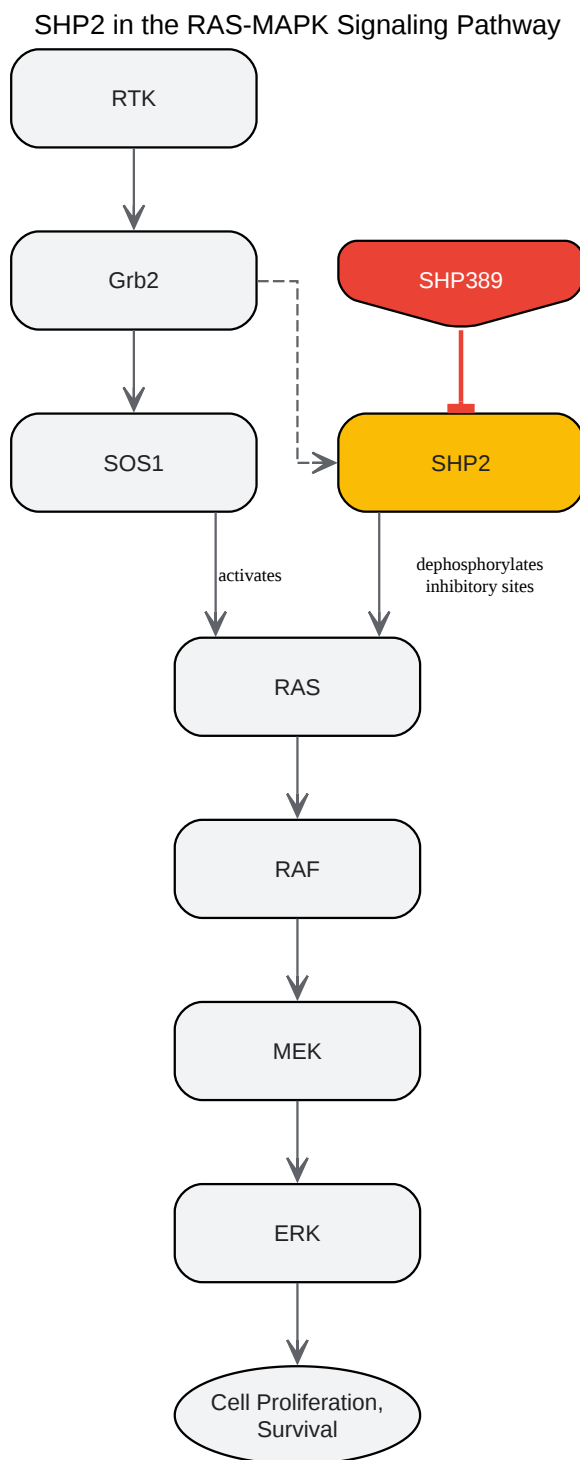 SHP2 in the RAS-MAPK Signaling Pathway
RTK
Grb2
SHP389
SOS1
SHP2
activates
dephosphorylates
inhibitory sites
RAS
RAF
MEK
ERK
Cell Proliferation,
Survival